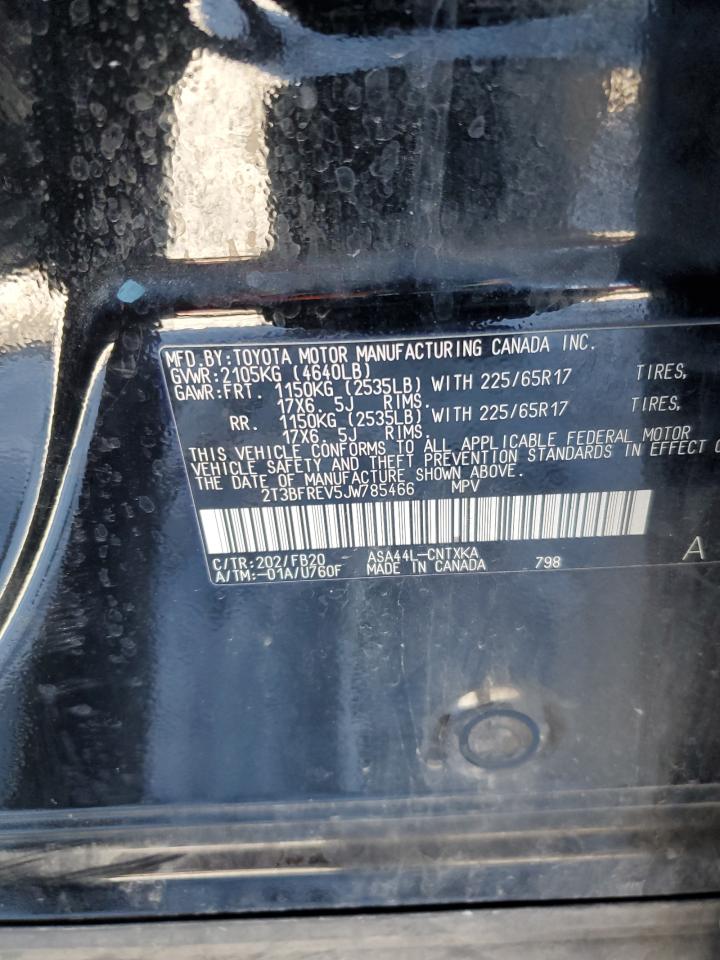 MFD.BY:TOYOTA MOTOR MANUFACTURING CANADA INC.
GVWR:2105KG (4640LB)
GAWR:FRT. 1150KG (2535LB) WITH 225/65R17 TIRES,
17X6.5J RIMS.
RR. 1150KG (2535LB) WITH 225/65R17 TIRES,
17X6.5J RIMS.
THIS VEHICLE CONFORMS TO ALL APPLICABLE FEDERAL MOTOR
VEHICLE SAFETY AND THEFT PREVENTION STANDARDS IN EFFECT
THE DATE OF MANUFACTURE SHOWN ABOVE.
2T3BFREV5JW785466 MPV
C/TR:202/FB20 ASA44L-CNTXKA
A/TM:-01A/U760F MADE IN CANADA 798 A